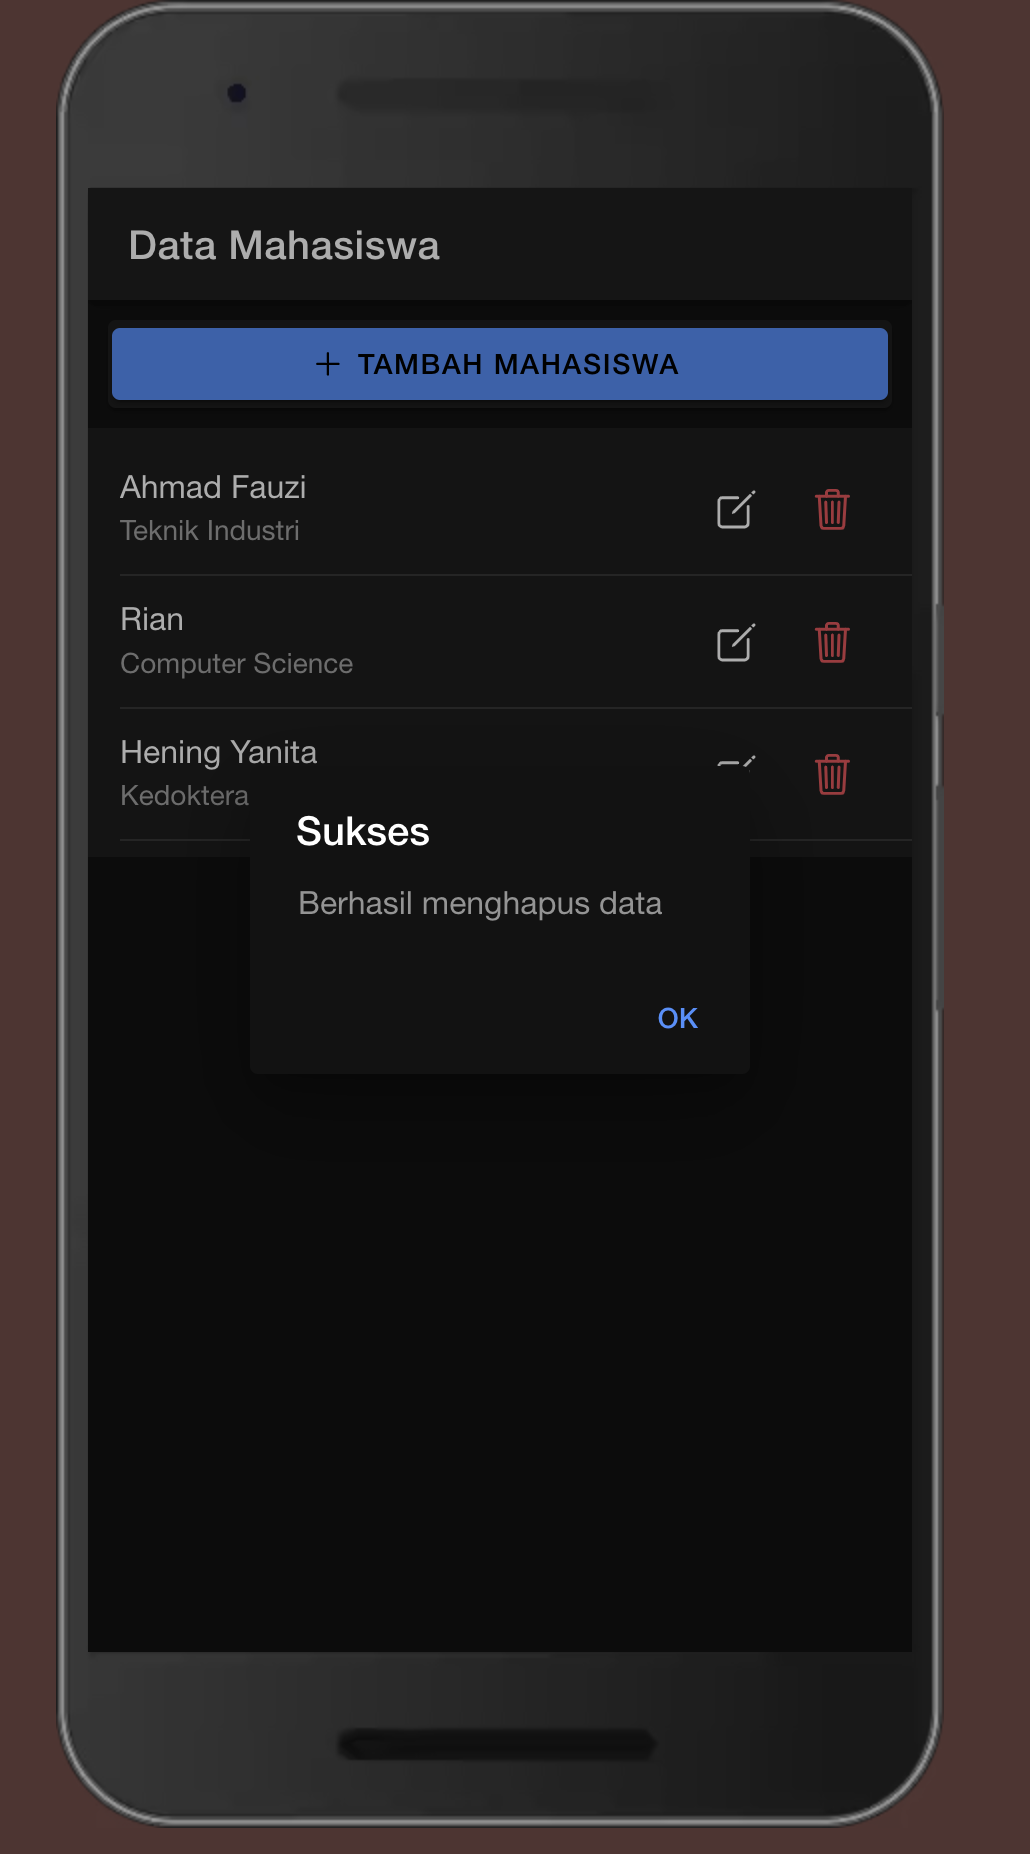 Data Mahasiswa
+ TAMBAH MAHASISWA
Ahmad Fauzi
Teknik Industri
Rian
Computer Science
Hening Yanita
Kedoktera
Sukses
Berhasil menghapus data
OK